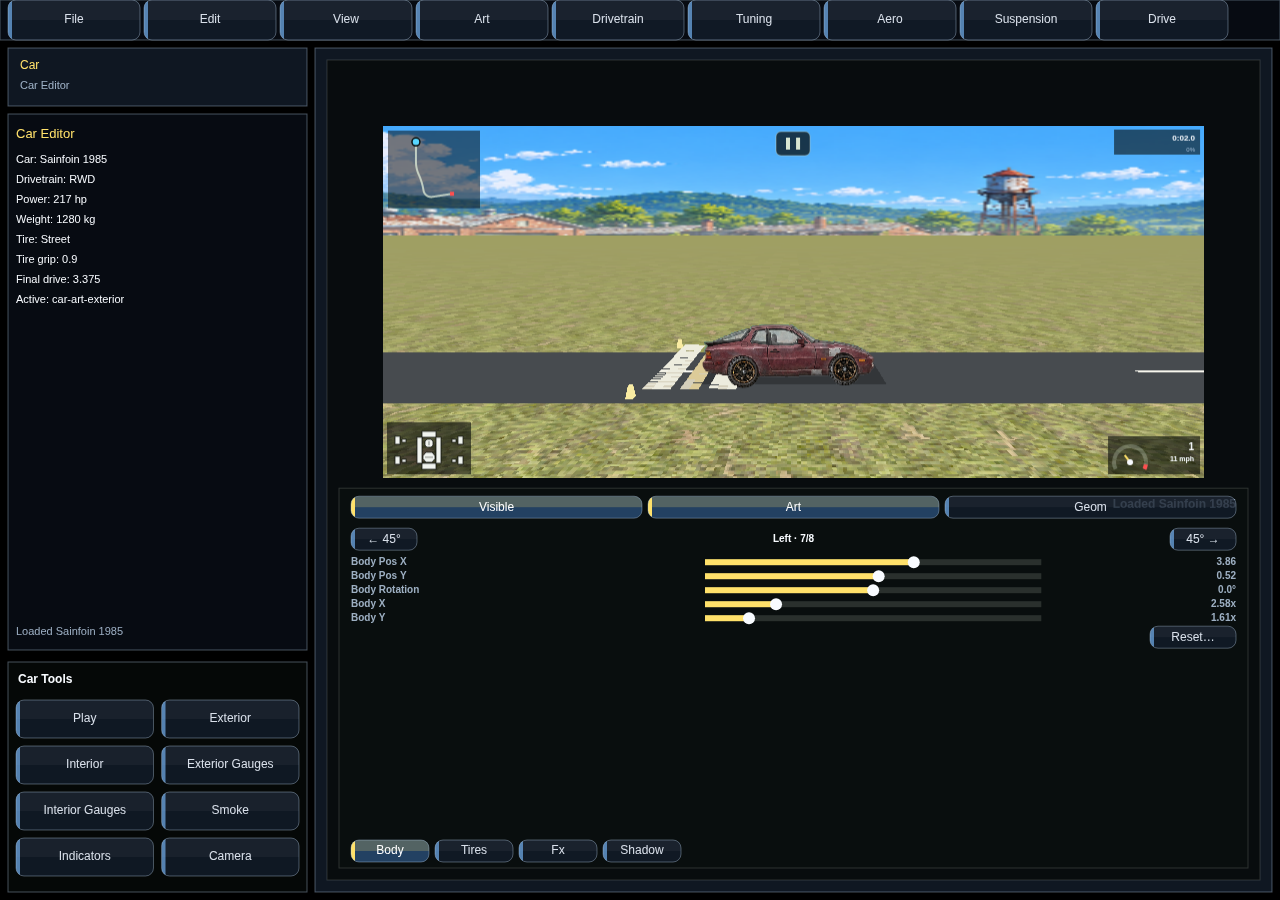 File
Edit
View
Art
Drivetrain
Tuning
Aero
Suspension
Drive
Car
Car Editor
Car Editor
Car: Sainfoin 1985
Drivetrain: RWD
Power: 217 hp
Weight: 1280 kg
Tire: Street
Tire grip: 0.9
Final drive: 3.375
Active: car-art-exterior
Loaded Sainfoin 1985
Car Tools
Play
Exterior
Interior
Exterior Gauges
Interior Gauges
Smoke
Indicators
Camera
0:02.0
0%
1
11 mph
Visible
Art
Geom
Loaded Sainfoin 1985
← 45°
Left · 7/8
45° →
Body Pos X 3.86
Body Pos Y 0.52
Body Rotation 0.0°
Body X 2.58x
Body Y 1.61x
Reset…
Body
Tires
Fx
Shadow